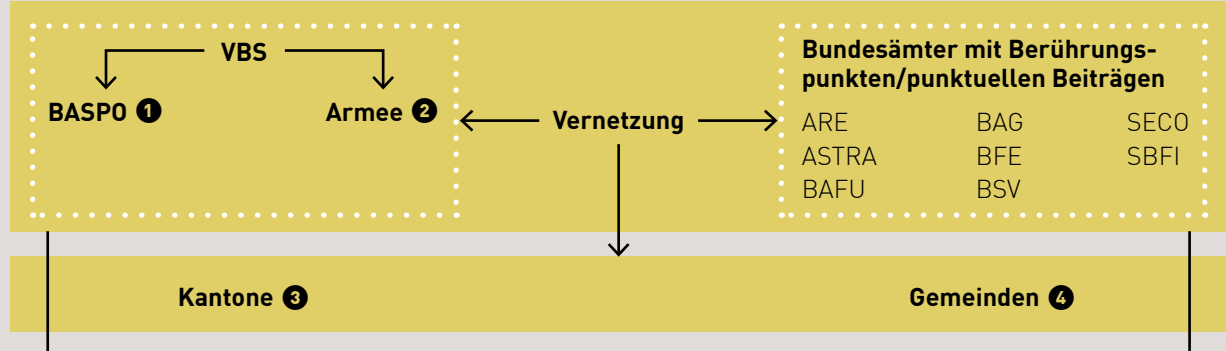 VBS
BASPO 1
Armee 2
Vernetzung
Bundesämter mit Berührungs-
punkten/punktuellen Beiträgen
ARE BAG SECO
ASTRA BFE SBFI
BAFU BSV
Kantone 3
Gemeinden 4